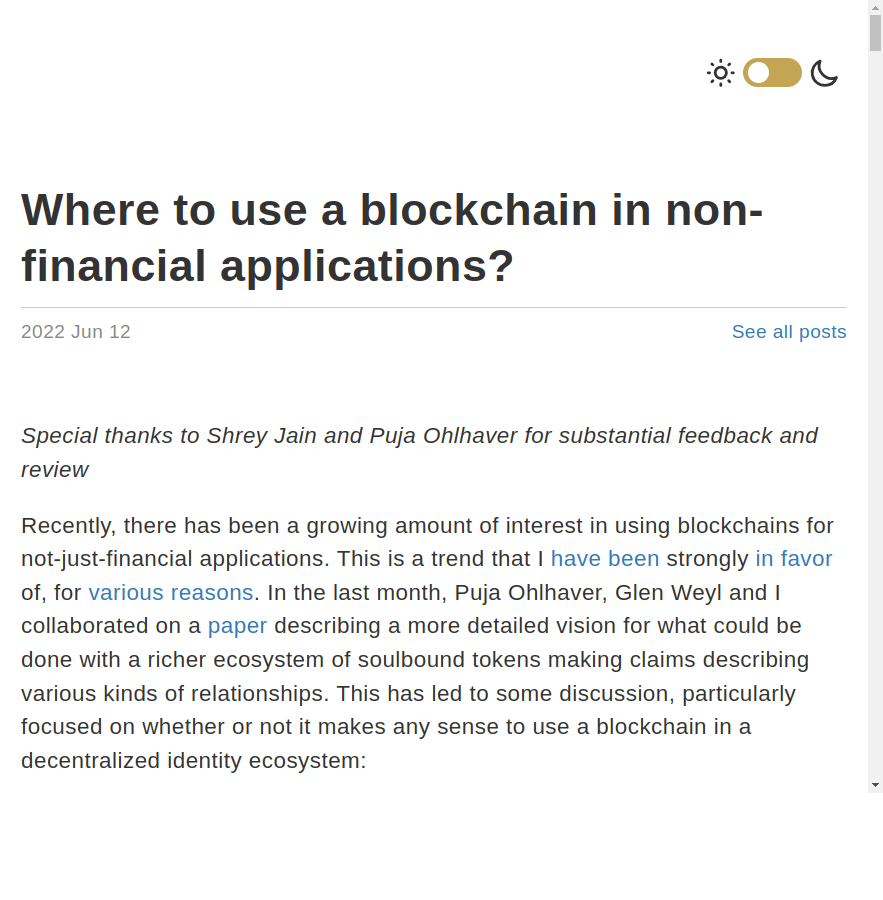 Where to use a blockchain in non-
financial applications?
2022 Jun 12 See all posts
Special thanks to Shrey Jain and Puja Ohlhaver for substantial feedback and
review
Recently, there has been a growing amount of interest in using blockchains for
not-just-financial applications. This is a trend that I have been strongly in favor
of, for various reasons. In the last month, Puja Ohlhaver, Glen Weyl and I
collaborated on a paper describing a more detailed vision for what could be
done with a richer ecosystem of soulbound tokens making claims describing
various kinds of relationships. This has led to some discussion, particularly
focused on whether or not it makes any sense to use a blockchain in a
decentralized identity ecosystem: